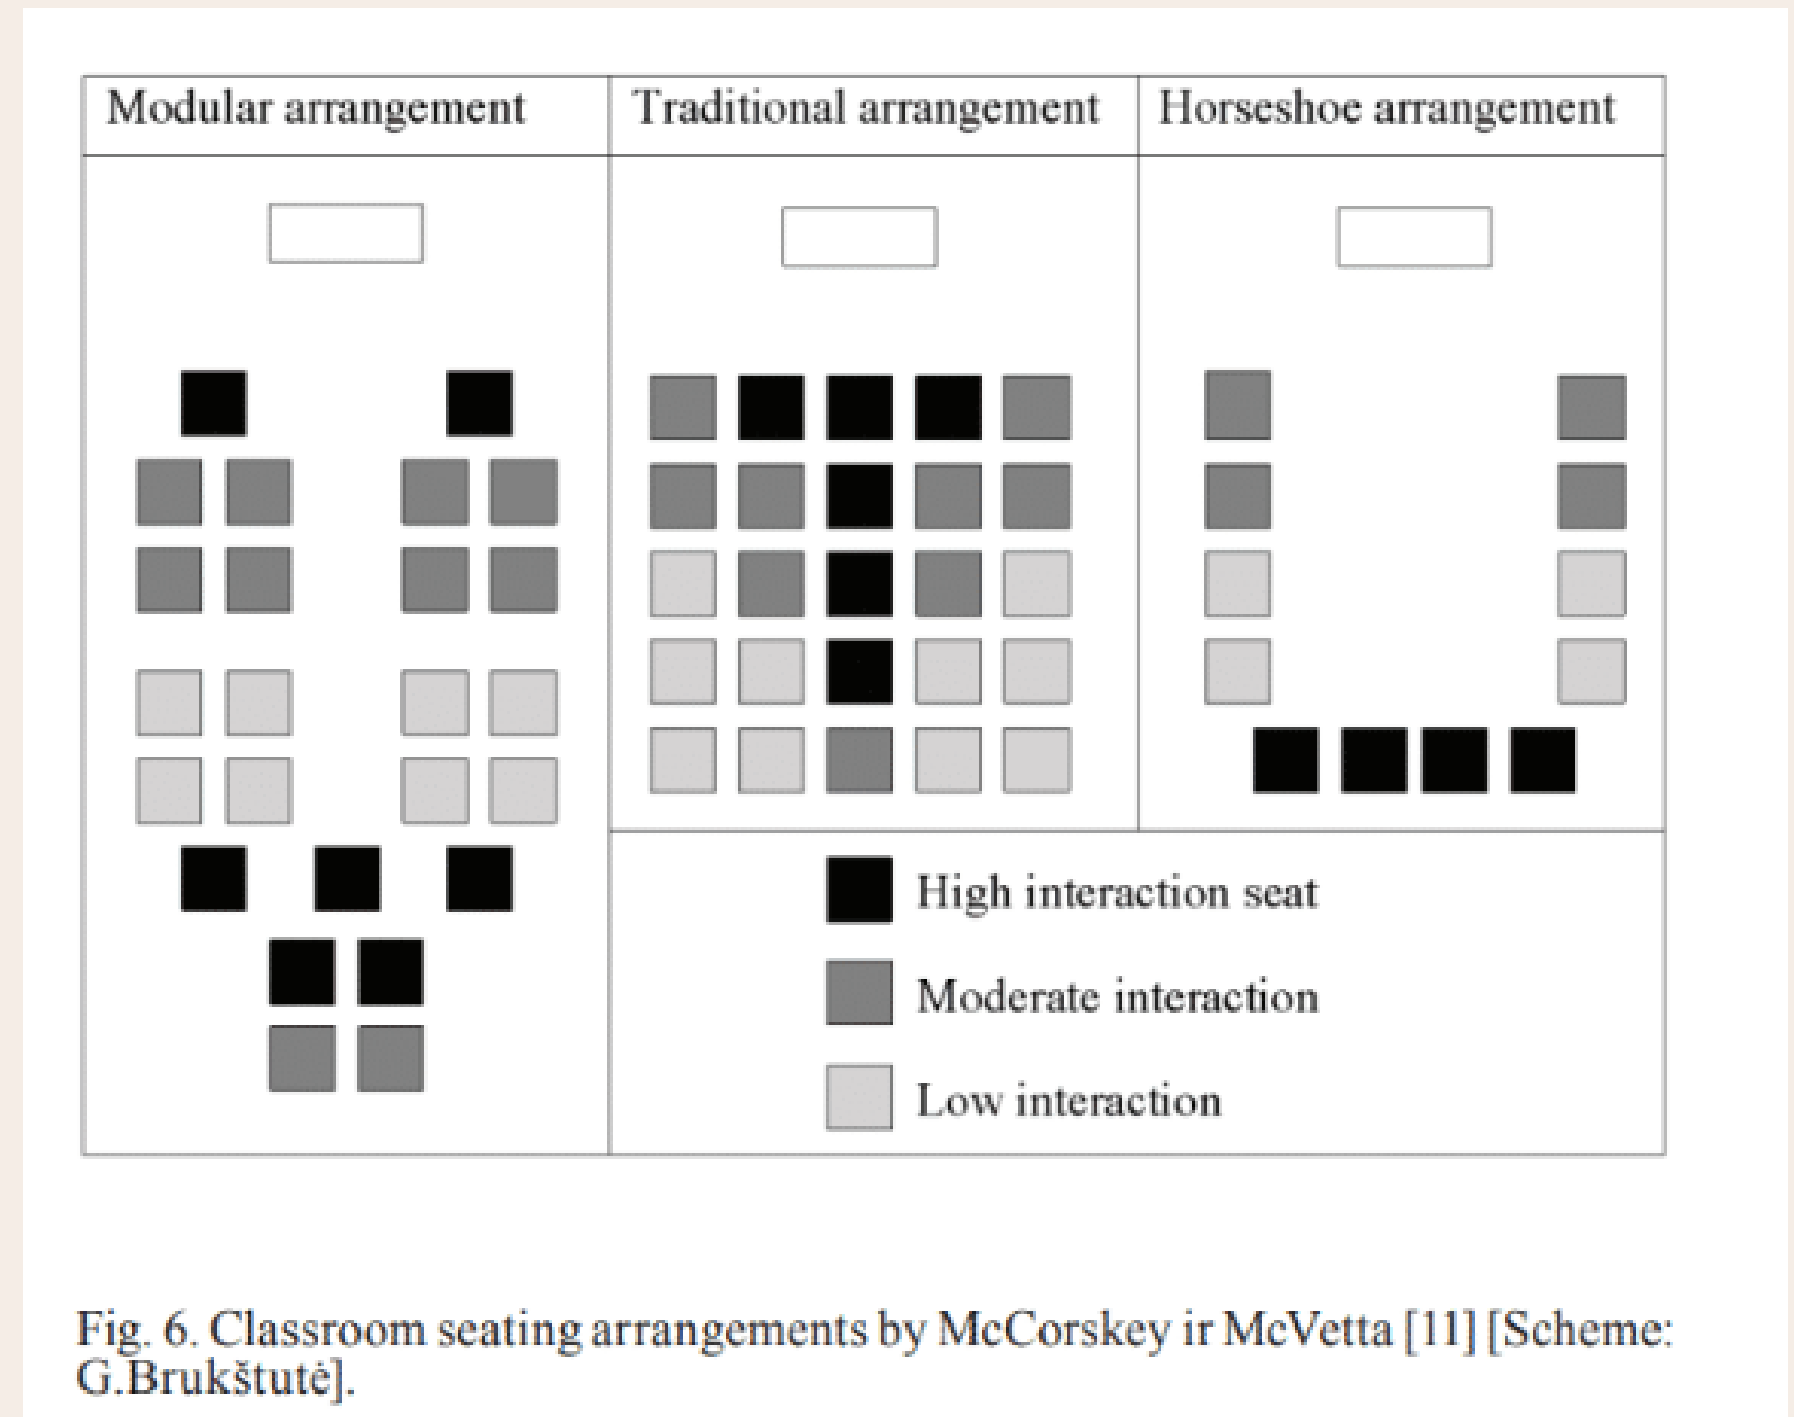 Modular arrangement
Traditional arrangement
Horseshoe arrangement
High interaction seat
Moderate interaction
Low interaction
Fig. 6. Classroom seating arrangements by McCorskey ir McVetta [11] [Scheme:
G.Brukštutė].